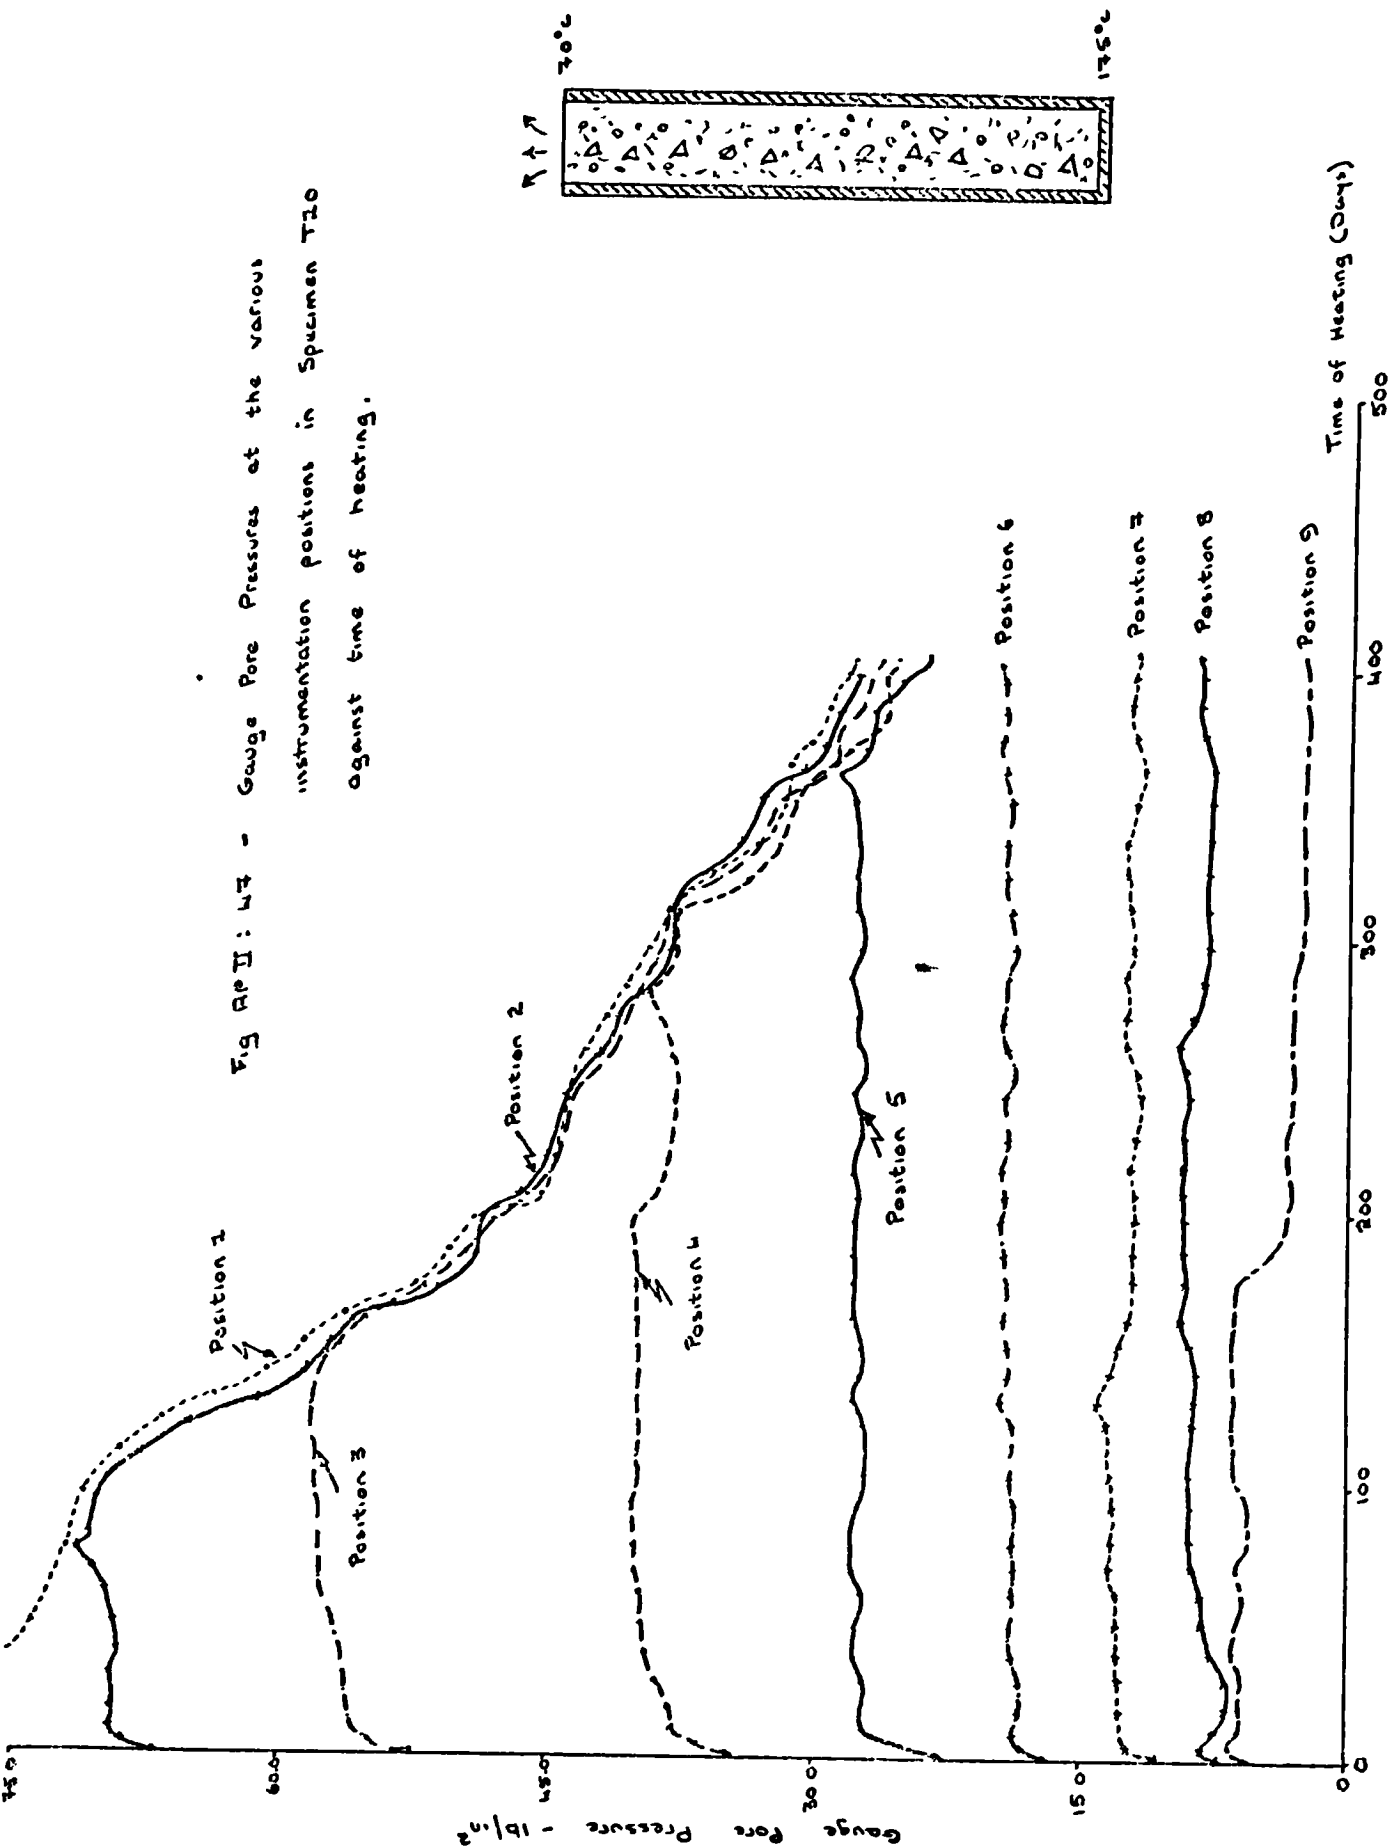 Fig AP II : 47 - Gauge Pore Pressures at the various
instrumentation positions in Specimen T20
against time of heating.
70°c
175°c
Gauge Pore Pressure - lb/in²
75.0
60.0
45.0
30.0
15.0
0
Position 1
Position 2
Position 3
Position 4
Position 5
Position 6
Position 7
Position 8
Position 9
0
100
200
300
400
500
Time of Heating (Days)